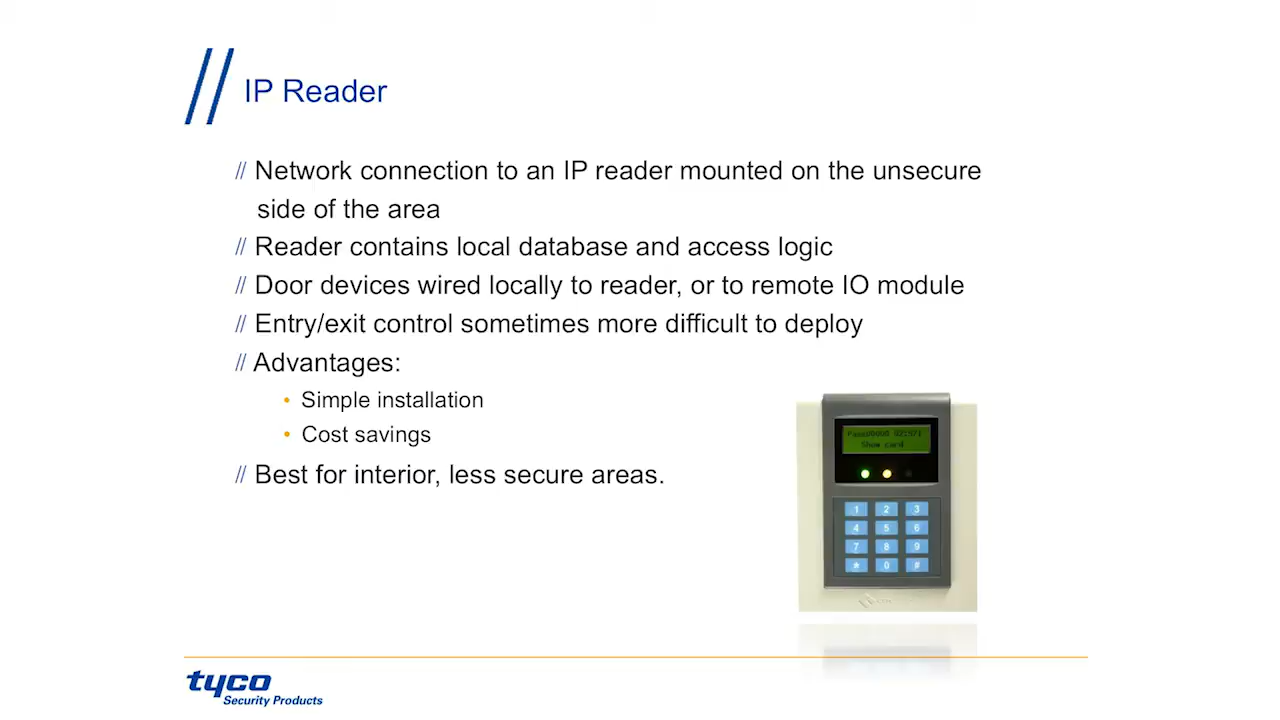 // IP Reader
// Network connection to an IP reader mounted on the unsecure
side of the area
// Reader contains local database and access logic
// Door devices wired locally to reader, or to remote IO module
// Entry/exit control sometimes more difficult to deploy
// Advantages:
• Simple installation
• Cost savings
// Best for interior, less secure areas.
Show card
1 2 3
4 5 6
7 8 9
* 0 #
tyco
Security Products